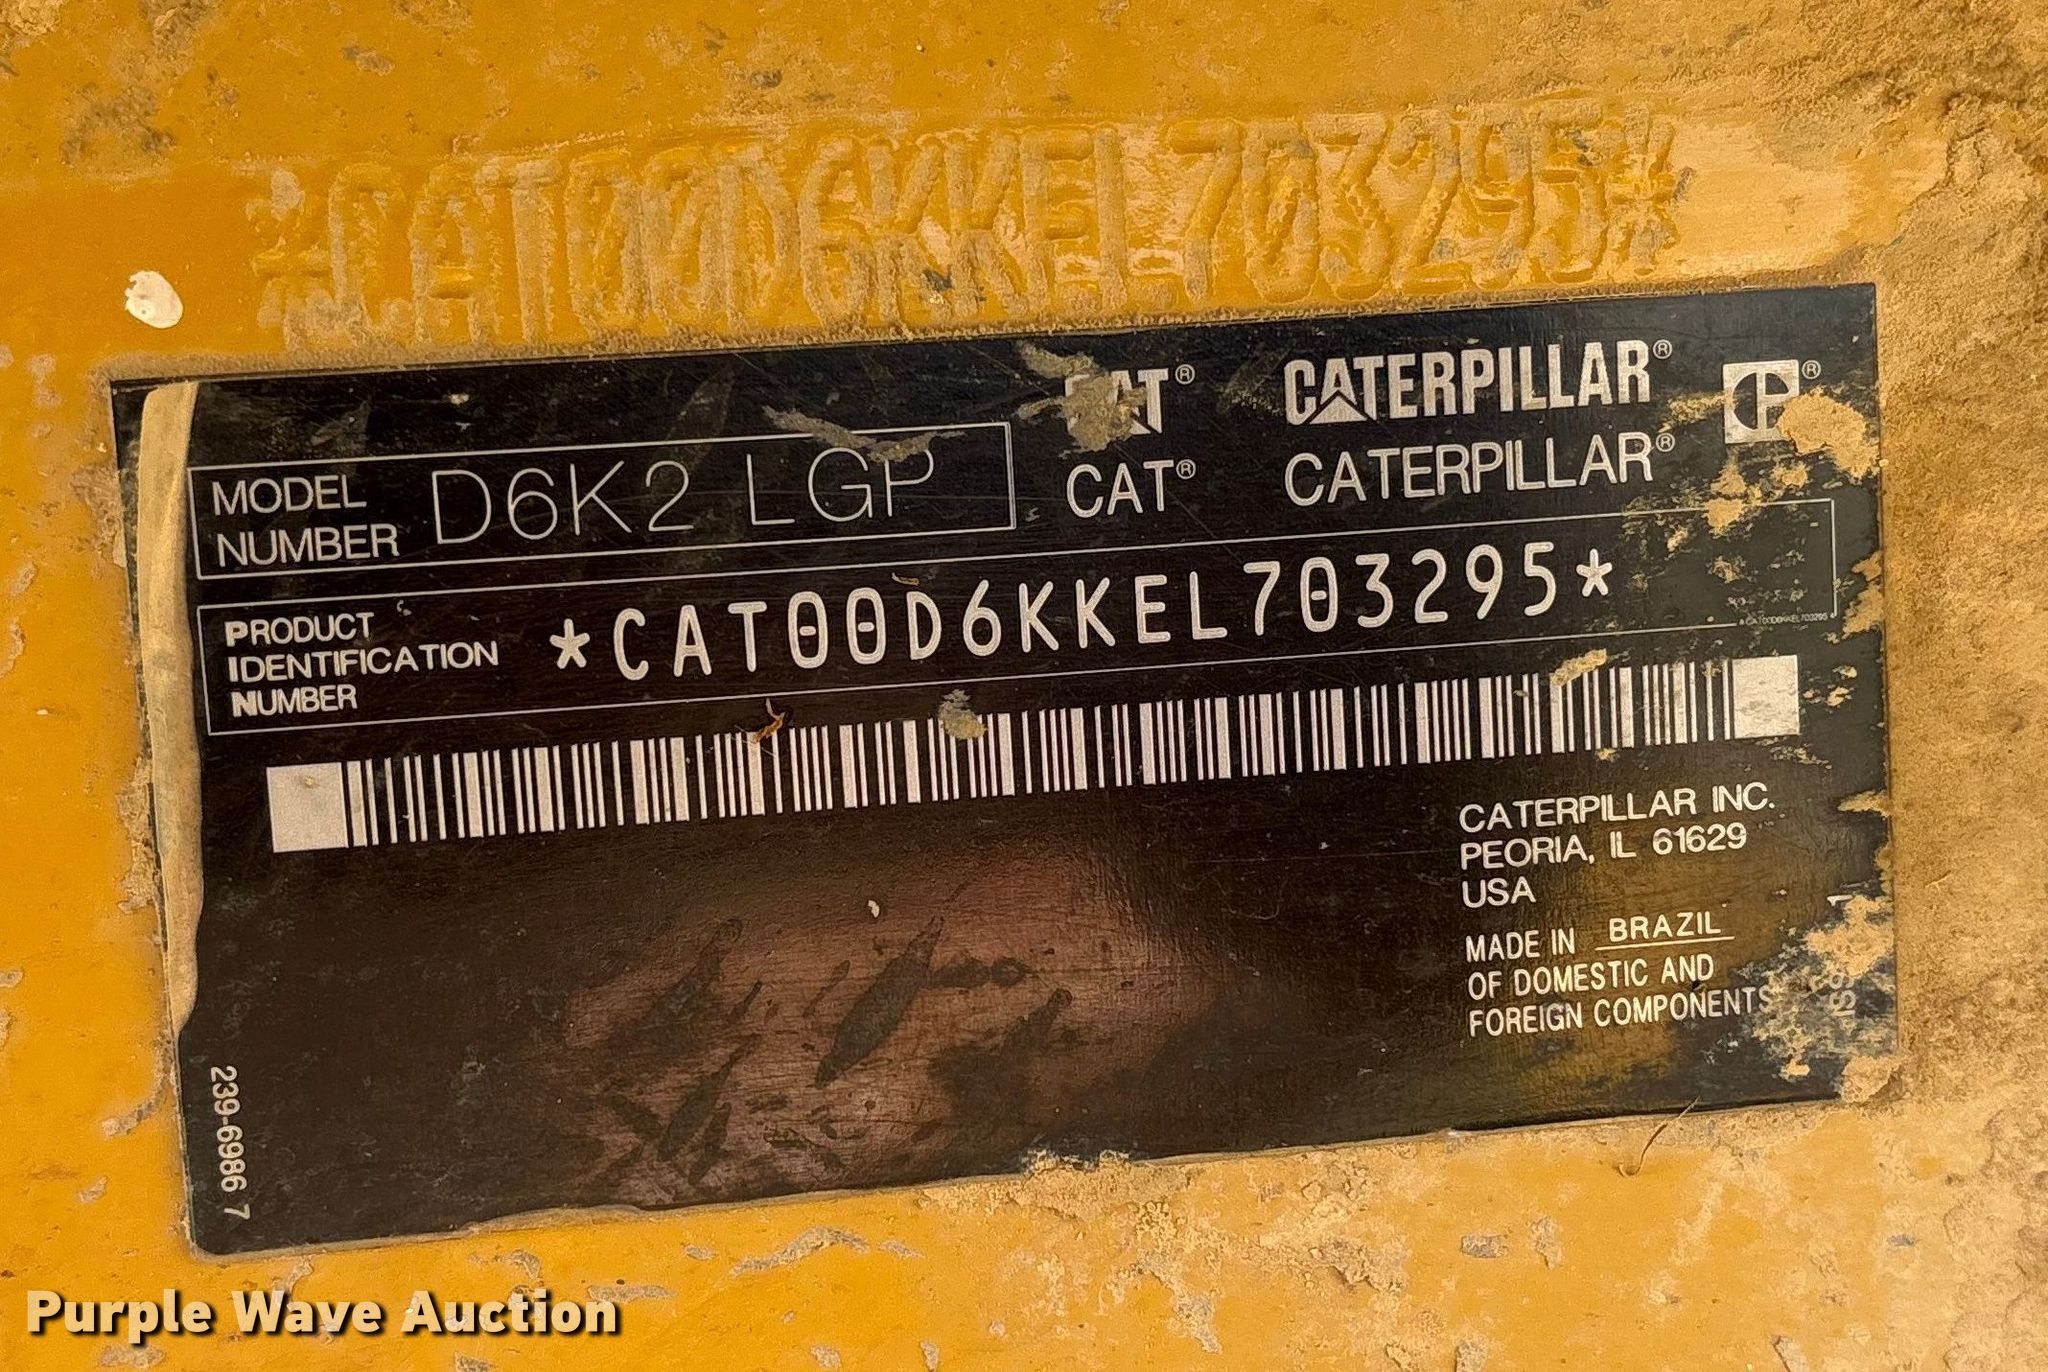 *CAT00D6KKEL703295*
CAT® CATERPILLAR® ®
MODEL NUMBER D6K2 LGP
CAT® CATERPILLAR®
PRODUCT IDENTIFICATION NUMBER *CAT00D6KKEL703295*
*CAT00D6KKEL703295*
CATERPILLAR INC.
PEORIA, IL 61629
USA
MADE IN BRAZIL
OF DOMESTIC AND
FOREIGN COMPONENTS
239-6986 7
Purple Wave Auction